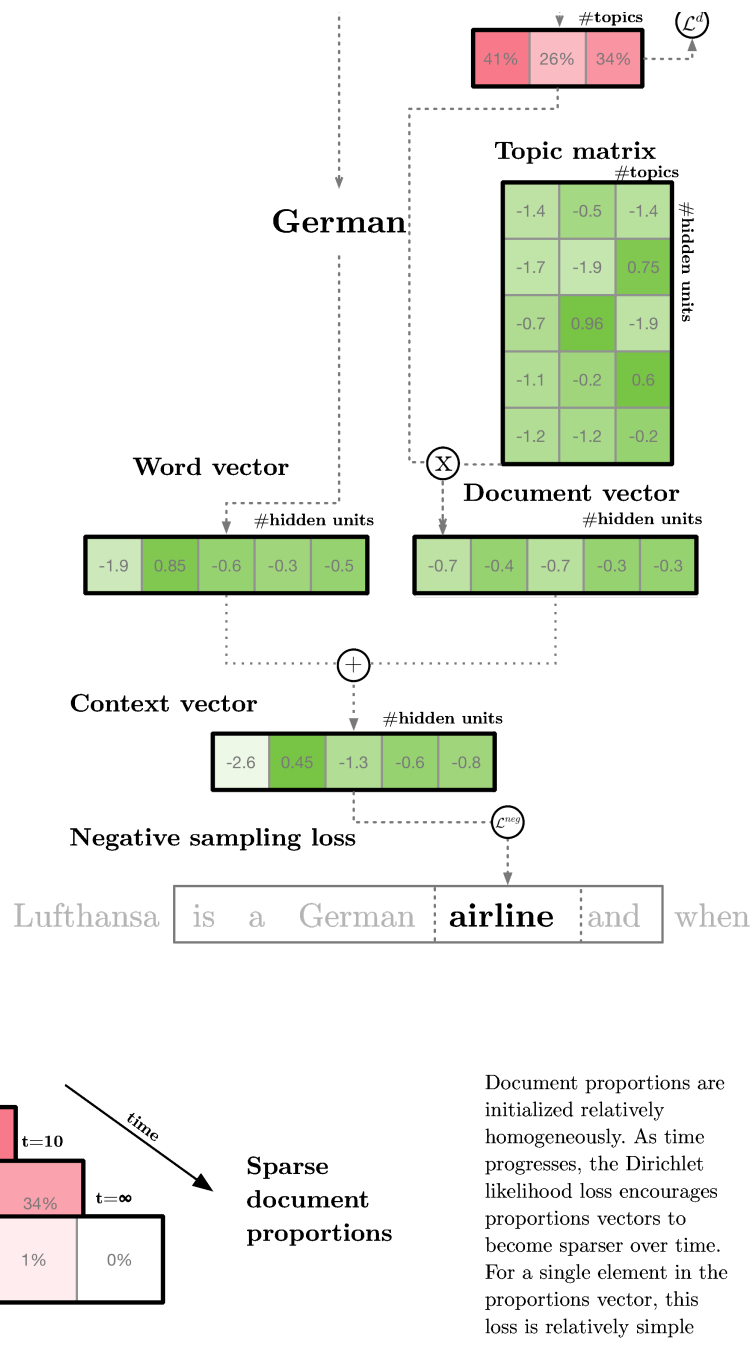 #topics
ℒᵈ
41% 26% 34%
Topic matrix
#topics
-1.4 -0.5 -1.4
#hidden units
German
-1.7 -1.9 0.75
-0.7 0.96 -1.9
-1.1 -0.2 0.6
-1.2 -1.2 -0.2
X
Word vector
Document vector
#hidden units
#hidden units
-1.9 0.85 -0.6 -0.3 -0.5
-0.7 -0.4 -0.7 -0.3 -0.3
+
Context vector
#hidden units
-2.6 0.45 -1.3 -0.6 -0.8
ℒⁿᵉᵍ
Negative sampling loss
Lufthansa is a German airline and when
time
t=10
34%
t=∞
1% 0%
Sparse
document
proportions
Document proportions are
initialized relatively
homogeneously. As time
progresses, the Dirichlet
likelihood loss encourages
proportions vectors to
become sparser over time.
For a single element in the
proportions vector, this
loss is relatively simple